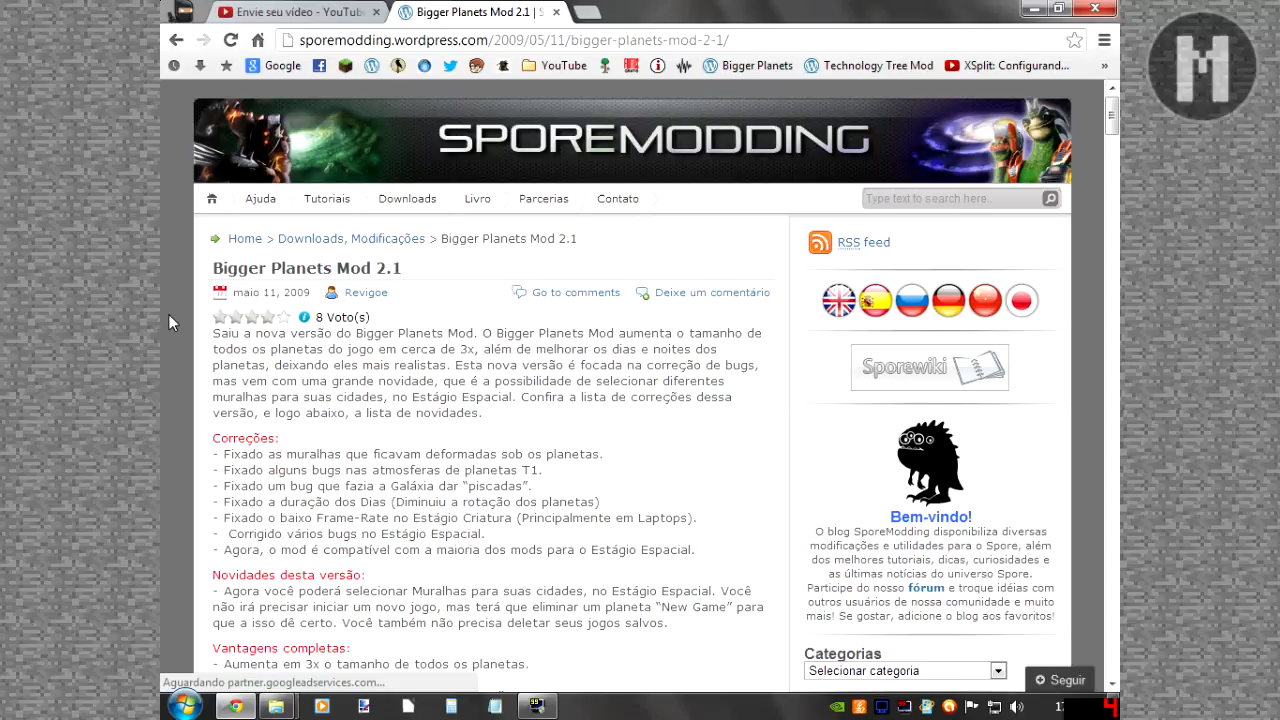 Envie seu vídeo - YouTub
Bigger Planets Mod 2.1 | S
sporemodding.wordpress.com/2009/05/11/bigger-planets-mod-2-1/
Google
YouTube
Bigger Planets
Technology Tree Mod
XSplit: Configurand...
M
SPOREMODDING
Ajuda
Tutoriais
Downloads
Livro
Parcerias
Contato
Type text to search here..
Home > Downloads, Modificações > Bigger Planets Mod 2.1
Bigger Planets Mod 2.1
maio 11, 2009
Revigoe
Go to comments
Deixe um comentário
8 Voto(s)
Saiu a nova versão do Bigger Planets Mod. O Bigger Planets Mod aumenta o tamanho de
todos os planetas do jogo em cerca de 3x, além de melhorar os dias e noites dos
planetas, deixando eles mais realistas. Esta nova versão é focada na correção de bugs,
mas vem com uma grande novidade, que é a possibilidade de selecionar diferentes
muralhas para suas cidades, no Estágio Espacial. Confira a lista de correções dessa
versão, e logo abaixo, a lista de novidades.
Correções:
- Fixado as muralhas que ficavam deformadas sob os planetas.
- Fixado alguns bugs nas atmosferas de planetas T1.
- Fixado um bug que fazia a Galáxia dar “piscadas”.
- Fixado a duração dos Dias (Diminuiu a rotação dos planetas)
- Fixado o baixo Frame-Rate no Estágio Criatura (Principalmente em Laptops).
- Corrigido vários bugs no Estágio Espacial.
- Agora, o mod é compatível com a maioria dos mods para o Estágio Espacial.
Novidades desta versão:
- Agora você poderá selecionar Muralhas para suas cidades, no Estágio Espacial. Você
não irá precisar iniciar um novo jogo, mas terá que eliminar um planeta “New Game” para
que a isso dê certo. Você também não precisa deletar seus jogos salvos.
Vantagens completas:
- Aumenta em 3x o tamanho de todos os planetas.
RSS feed
Sporewiki
Bem-vindo!
O blog SporeModding disponibiliza diversas
modificações e utilidades para o Spore, além
dos melhores tutoriais, dicas, curiosidades e
as últimas notícias do universo Spore.
Participe do nosso fórum e troque idéias com
outros usuários de nossa comunidade e muito
mais! Se gostar, adicione o blog aos favoritos!
Categorias
Selecionar categoria
Seguir
Aguardando partner.googleadservices.com...
4